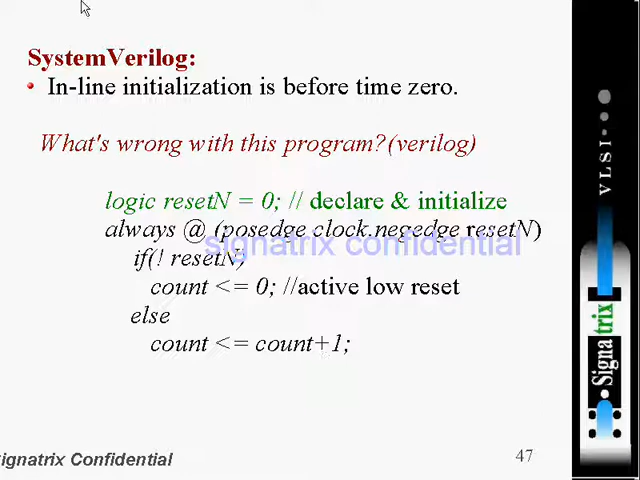 SystemVerilog:
• In-line initialization is before time zero.
What's wrong with this program?(verilog)
logic resetN = 0; // declare & initialize
always @ (posedge clock.negedge resetN)
signatrix confidential
if(! resetN)
count <= 0; //active low reset
else
count <= count+1;
ignatrix Confidential
47
VLSI
Signatrix